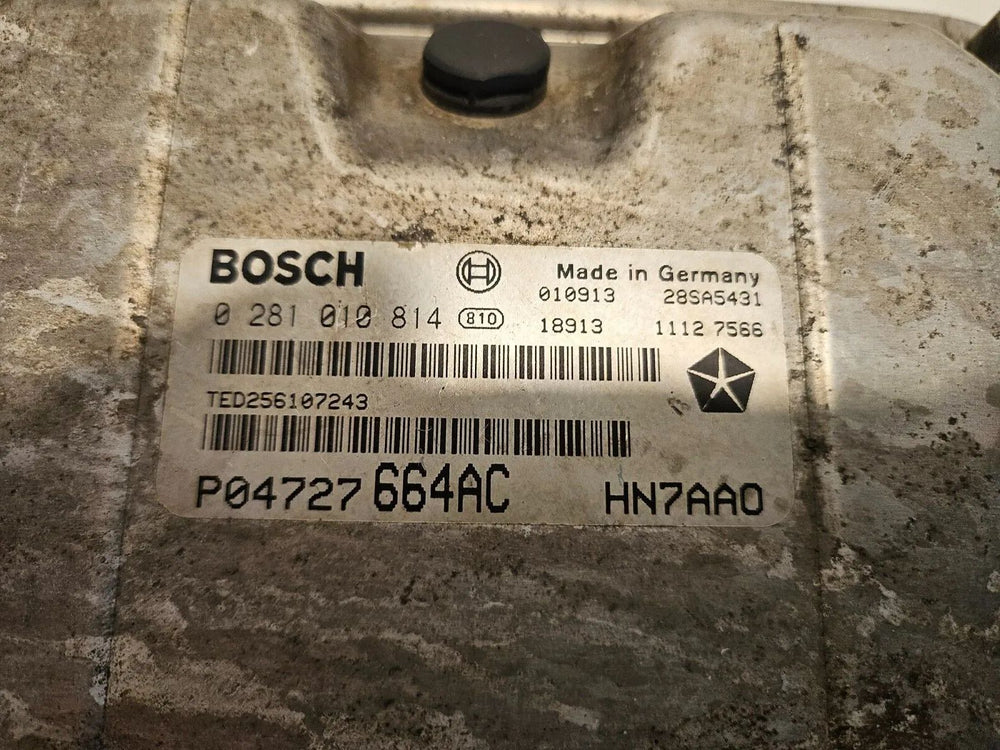 BOSCH
Made in Germany
010913 28SA5431
0 281 010 814 810
18913 1112 7566
TED256107243
P04727664AC HN7AA0